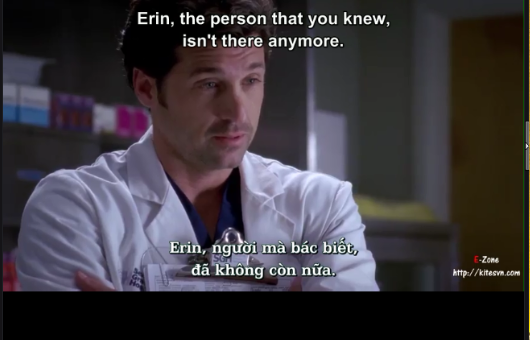 Erin, the person that you knew,
isn't there anymore.
Erin, người mà bác biết,
đã không còn nữa.
E-Zone
http://kitesvn.com